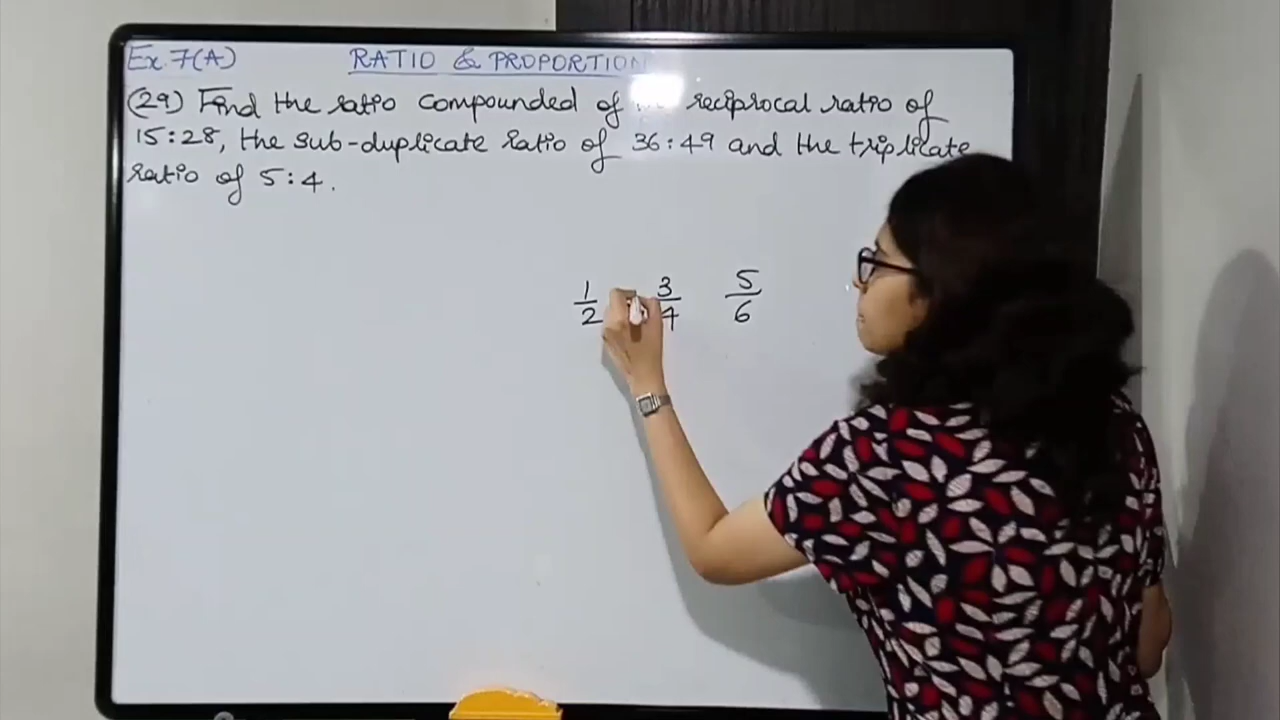 Ex. 7(A) RATIO & PROPORTION
(29) Find the ratio compounded of reciprocal ratio of
15:28, the sub-duplicate ratio of 36:49 and the triplicate
ratio of 5:4.
1/2 3/4 5/6